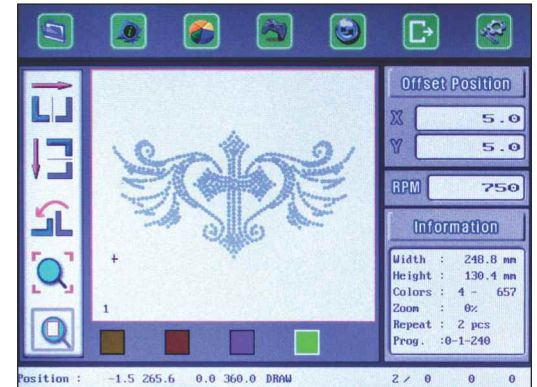 Offset Position
X 5.0
Y 5.0
RPM 750
Information
Width : 248.8 mm
Height : 130.4 mm
Colors : 4 - 657
Zoom : 0%
Repeat : 2 pcs
Prog. :0-1-240
1
Position : -1.5 265.6 0.0 360.0 DRAW 2/ 0 0 0